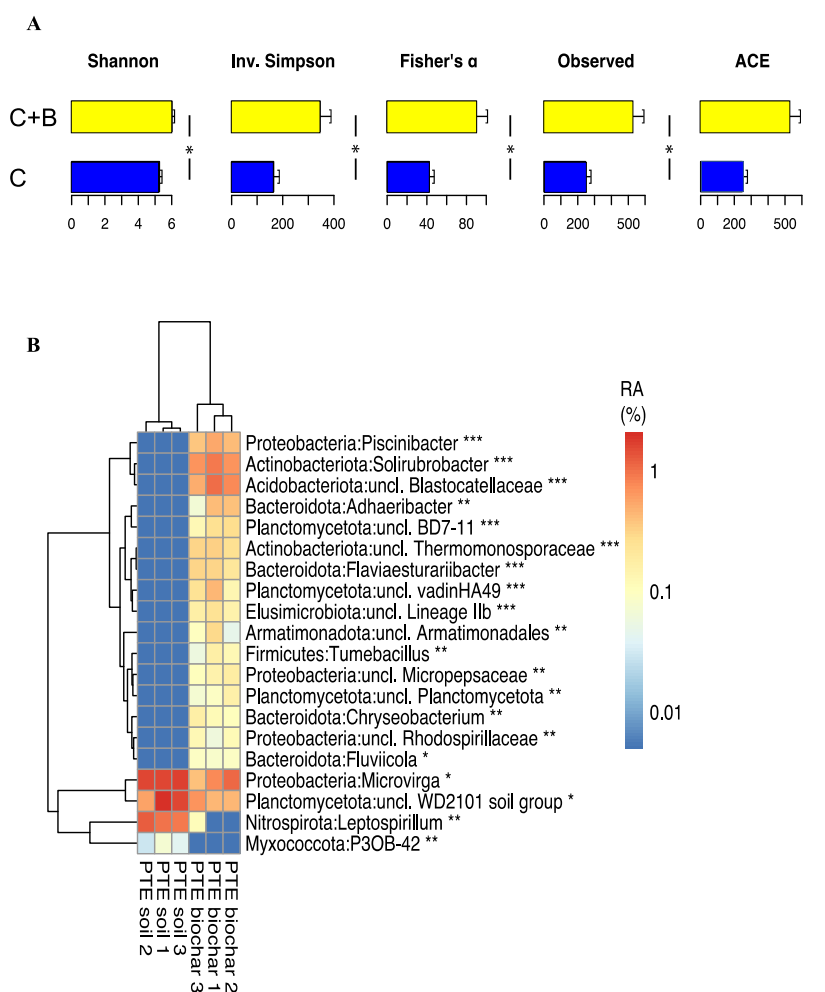 A
Shannon Inv. Simpson Fisher's α Observed ACE
C+B
* * * *
C
0 2 4 6 0 200 400 0 40 80 0 200 500 0 200 500
B
RA
(%)
1
0.1
0.01
Proteobacteria:Piscinibacter ***
Actinobacteriota:Solirubrobacter ***
Acidobacteriota:uncl. Blastocatellaceae ***
Bacteroidota:Adhaeribacter **
Planctomycetota:uncl. BD7-11 ***
Actinobacteriota:uncl. Thermomonosporaceae ***
Bacteroidota:Flaviaesturariibacter ***
Planctomycetota:uncl. vadinHA49 ***
Elusimicrobiota:uncl. Lineage IIb ***
Armatimonadota:uncl. Armatimonadales **
Firmicutes:Tumebacillus **
Proteobacteria:uncl. Micropepsaceae **
Planctomycetota:uncl. Planctomycetota **
Bacteroidota:Chryseobacterium **
Proteobacteria:uncl. Rhodospirillaceae **
Bacteroidota:Fluviicola *
Proteobacteria:Microvirga *
Planctomycetota:uncl. WD2101 soil group *
Nitrospirota:Leptospirillum **
Myxococcota:P3OB-42 **
PTE soil 2
PTE soil 1
PTE soil 3
PTE biochar 3
PTE biochar 1
PTE biochar 2